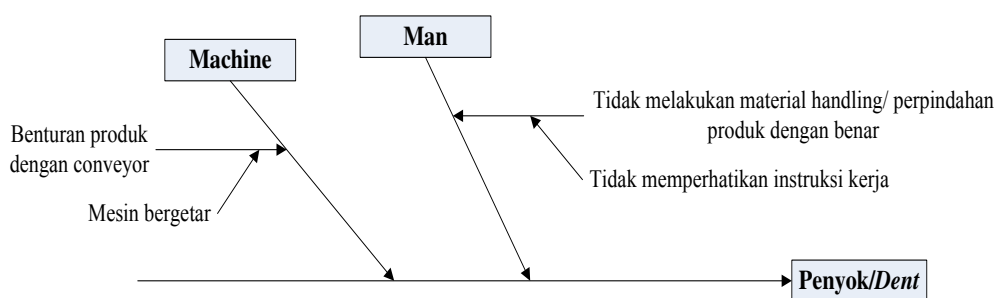 Man
Machine
Tidak melakukan material handling/ perpindahan
produk dengan benar
Benturan produk
dengan conveyor
Tidak memperhatikan instruksi kerja
Mesin bergetar
Penyok/Dent